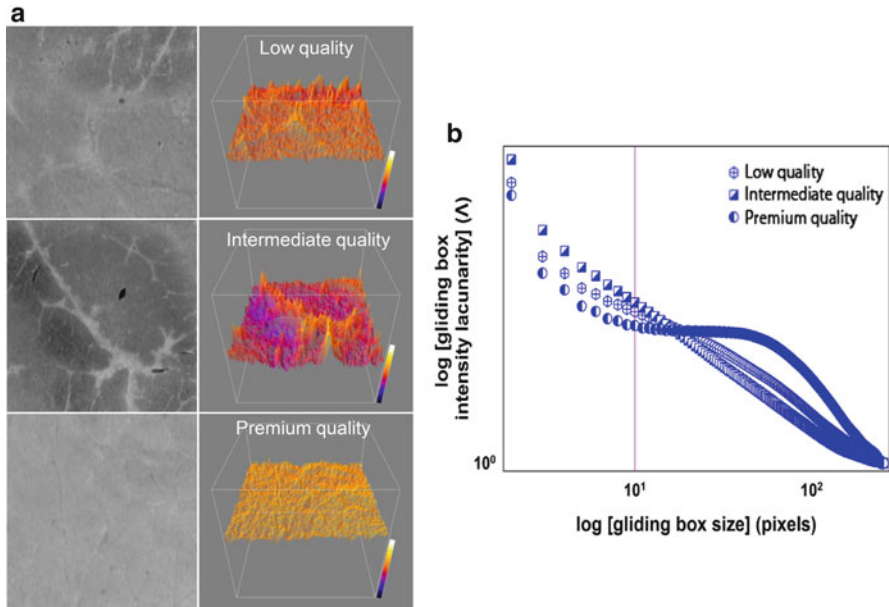 a
Low quality
Intermediate quality
Premium quality
b
log [gliding box
intensity lacunarity] (Λ)
Low quality
Intermediate quality
Premium quality
10⁰
10¹
10²
log [gliding box size] (pixels)